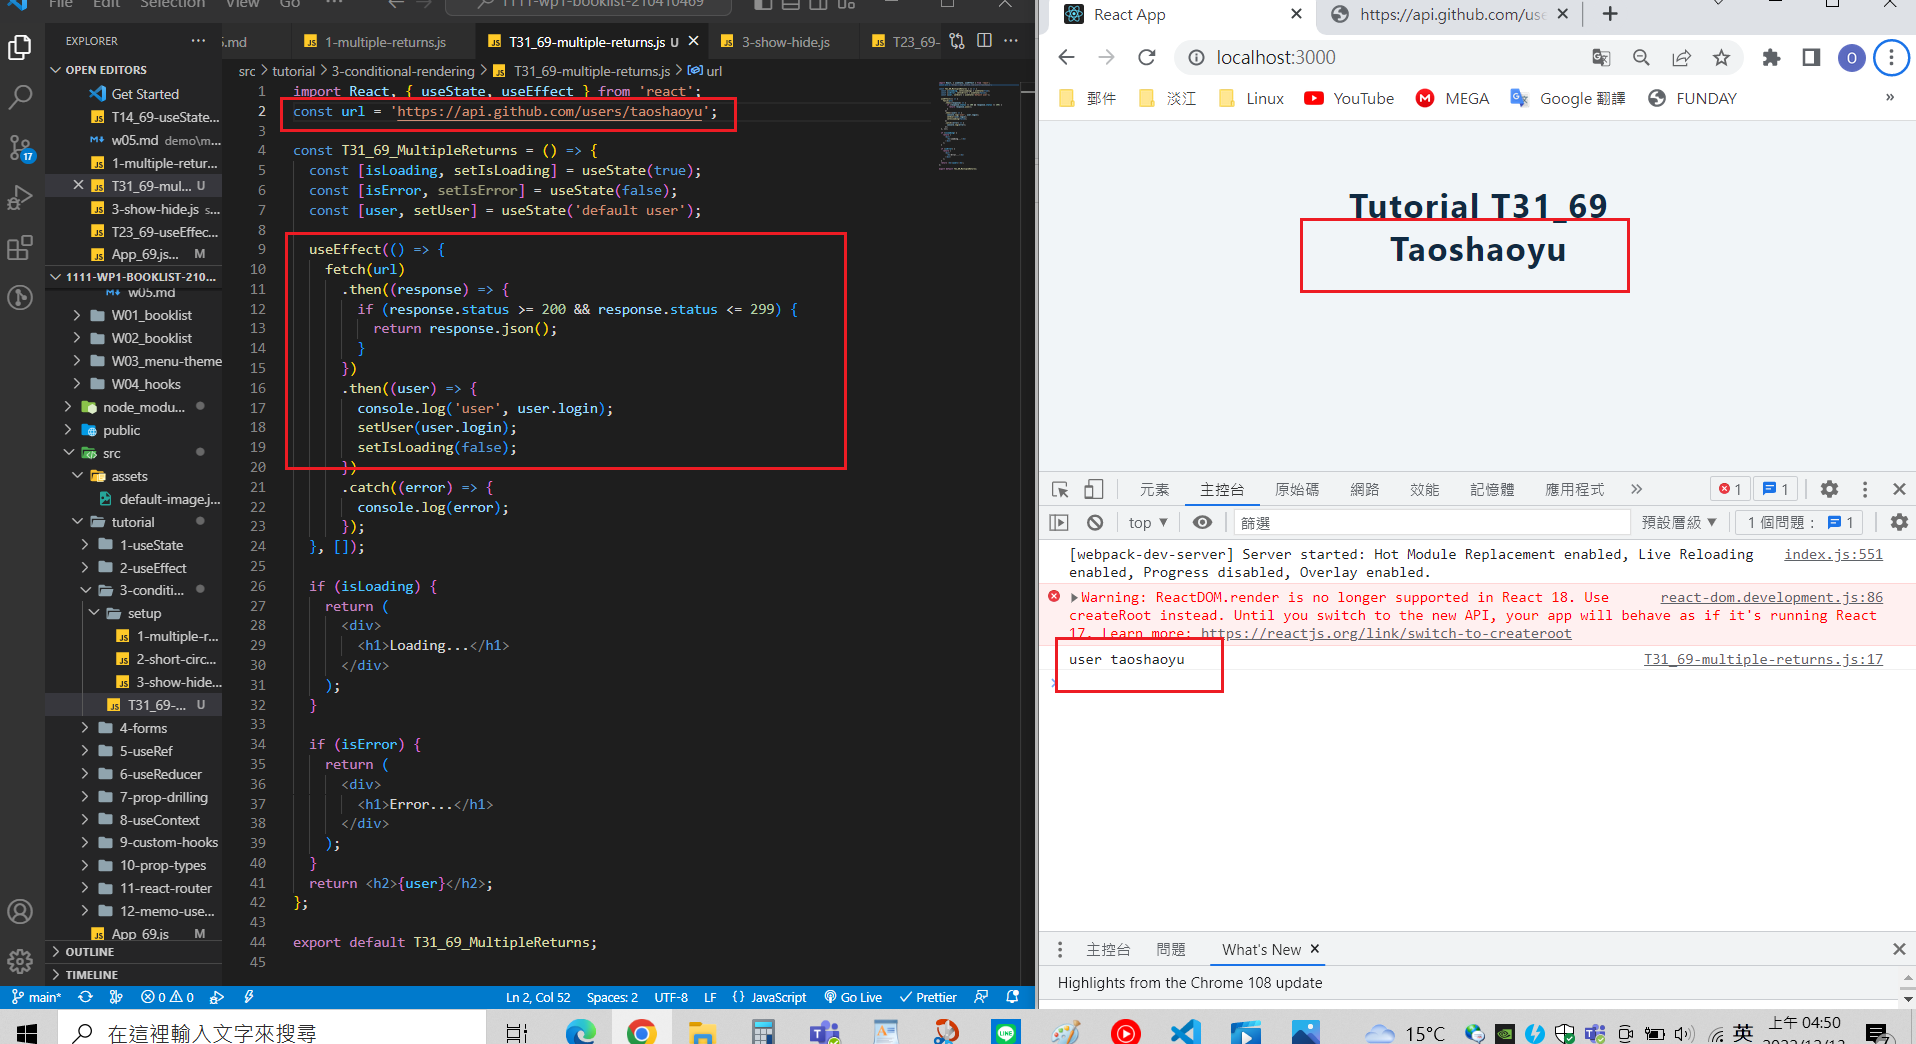 File Edit Selection View Go ···
1111-wp1-booklist-210410469
EXPLORER
OPEN EDITORS
Get Started
T14_69-useState...
w05.md demo\m...
1-multiple-retur...
T31_69-mul... U
3-show-hide.js s...
T23_69-useEffec...
App_69.js... M
1111-WP1-BOOKLIST-210...
w05.md
W01_booklist
W02_booklist
W03_menu-theme
W04_hooks
node_modu...
public
src
assets
default-image.j...
tutorial
1-useState
2-useEffect
3-conditi...
setup
1-multiple-r...
2-short-circ...
3-show-hide...
T31_69-... U
4-forms
5-useRef
6-useReducer
7-prop-drilling
8-useContext
9-custom-hooks
10-prop-types
11-react-router
12-memo-use...
App_69.js M
OUTLINE
TIMELINE
17
5.md
1-multiple-returns.js
T31_69-multiple-returns.js U
3-show-hide.js
T23_69-
src > tutorial > 3-conditional-rendering > T31_69-multiple-returns.js > url
1 import React, { useState, useEffect } from 'react';
2 const url = 'https://api.github.com/users/taoshaoyu';
3
4 const T31_69_MultipleReturns = () => {
5 const [isLoading, setIsLoading] = useState(true);
6 const [isError, setIsError] = useState(false);
7 const [user, setUser] = useState('default user');
8
9 useEffect(() => {
10 fetch(url)
11 .then((response) => {
12 if (response.status >= 200 && response.status <= 299) {
13 return response.json();
14 }
15 })
16 .then((user) => {
17 console.log('user', user.login);
18 setUser(user.login);
19 setIsLoading(false);
20 })
21 .catch((error) => {
22 console.log(error);
23 });
24 }, []);
25
26 if (isLoading) {
27 return (
28 <div>
29 <h1>Loading...</h1>
30 </div>
31 );
32 }
33
34 if (isError) {
35 return (
36 <div>
37 <h1>Error...</h1>
38 </div>
39 );
40 }
41 return <h2>{user}</h2>;
42 };
43
44 export default T31_69_MultipleReturns;
45
main* 0 0 Ln 2, Col 52 Spaces: 2 UTF-8 LF {} JavaScript Go Live Prettier
React App
https://api.github.com/use
localhost:3000
O
郵件 淡江 Linux YouTube MEGA Google 翻譯 FUNDAY »
Tutorial T31_69
Taoshaoyu
元素 主控台 原始碼 網路 效能 記憶體 應用程式 » 1 1
top ▼ 篩選 預設層級 ▼ 1 個問題： 1
[webpack-dev-server] Server started: Hot Module Replacement enabled, Live Reloading index.js:551
enabled, Progress disabled, Overlay enabled.
Warning: ReactDOM.render is no longer supported in React 18. Use react-dom.development.js:86
createRoot instead. Until you switch to the new API, your app will behave as if it's running React
17. Learn more: https://reactjs.org/link/switch-to-createroot
user taoshaoyu T31_69-multiple-returns.js:17
主控台 問題 What's New
Highlights from the Chrome 108 update
在這裡輸入文字來搜尋
15°C 英 上午 04:50
7